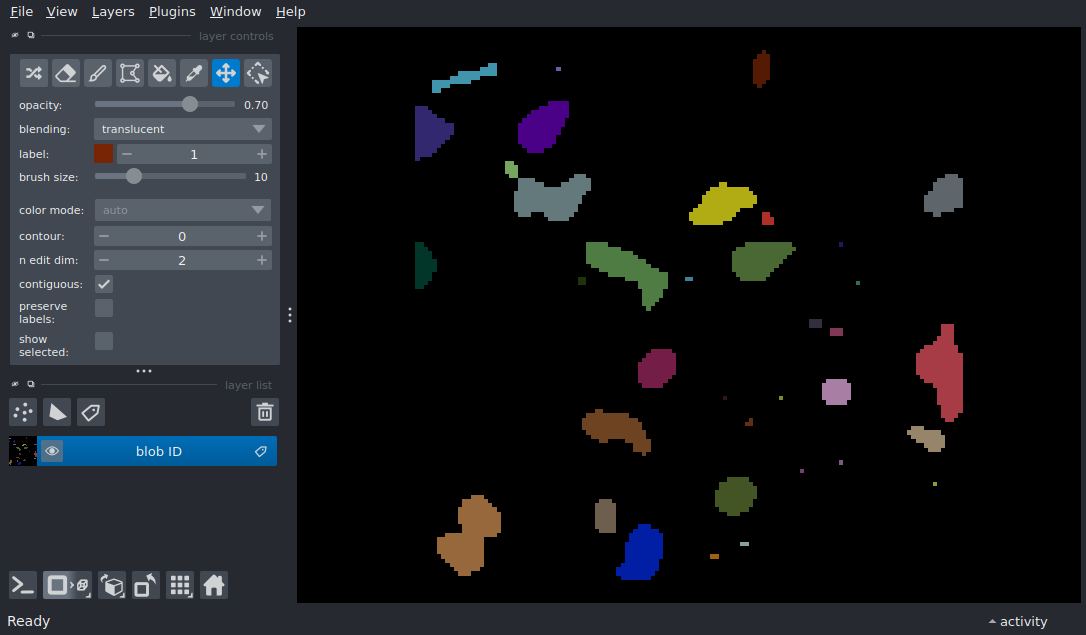 File View Layers Plugins Window Help
layer controls
opacity: 0.70
blending: translucent
label: 1
brush size: 10
color mode: auto
contour: 0
n edit dim: 2
contiguous:
preserve
labels:
show
selected:
layer list
blob ID
Ready
activity